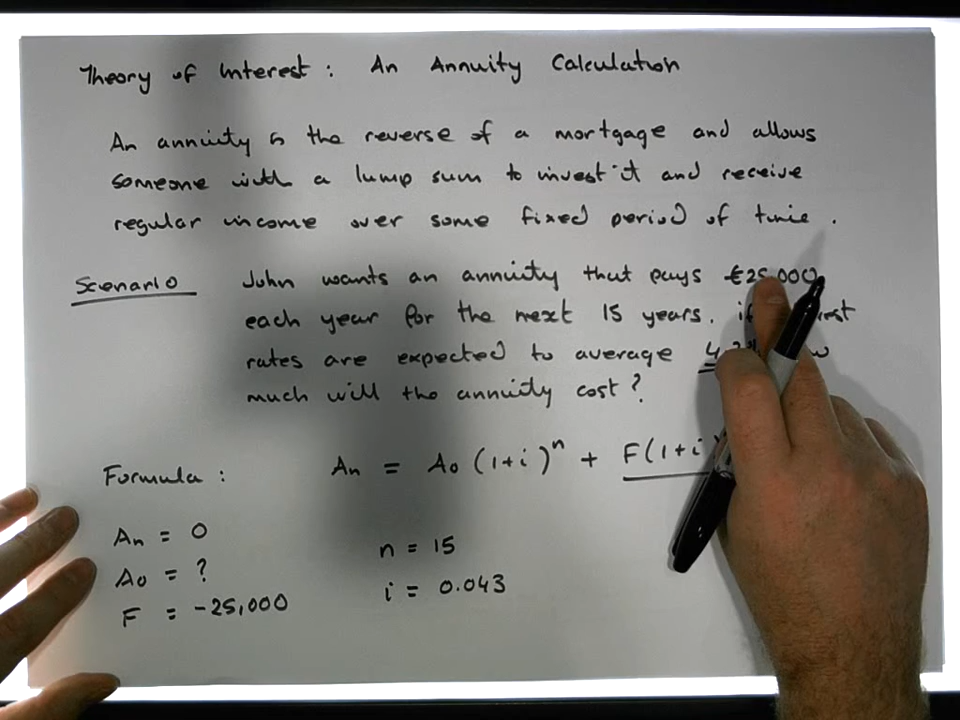 Theory of Interest : An Annuity Calculation
An annuity is the reverse of a mortgage and allows
someone with a lump sum to invest it and receive
regular income over some fixed period of time .
Scenario John wants an annuity that pays €25,000
each year for the next 15 years.
rates are expected to average
much will the annuity cost ?
Formula : An = A0 (1+i)^n + F(1+i)
An = 0
A0 = ?
F = -25,000
n = 15
i = 0.043